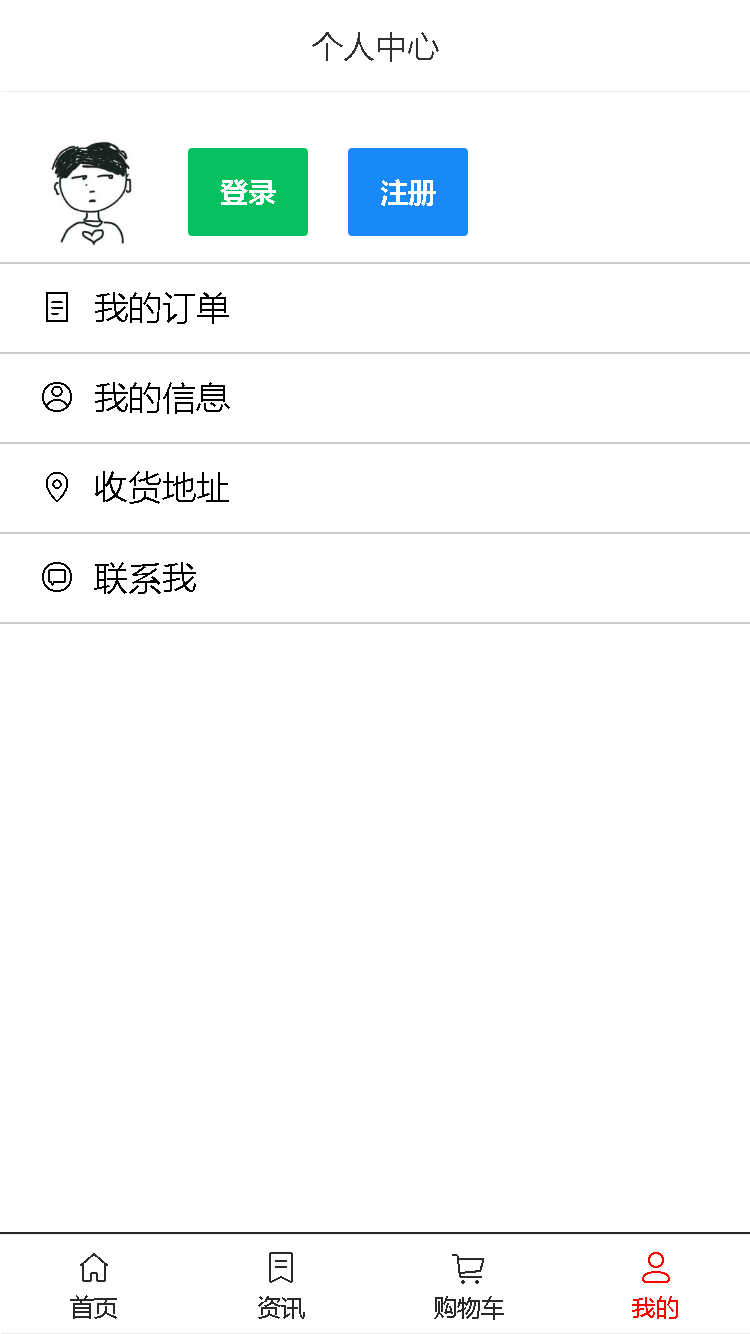 个人中心
登录 注册
我的订单
我的信息
收货地址
联系我
首页 资讯 购物车 我的